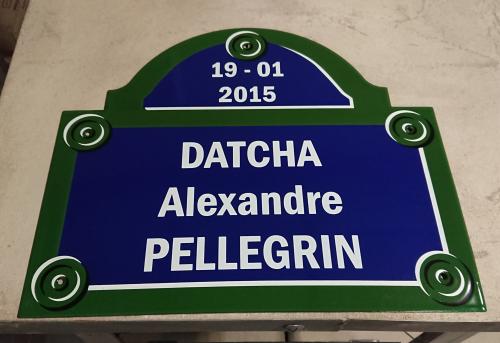 19 - 01
2015
DATCHA
Alexandre
PELLEGRIN